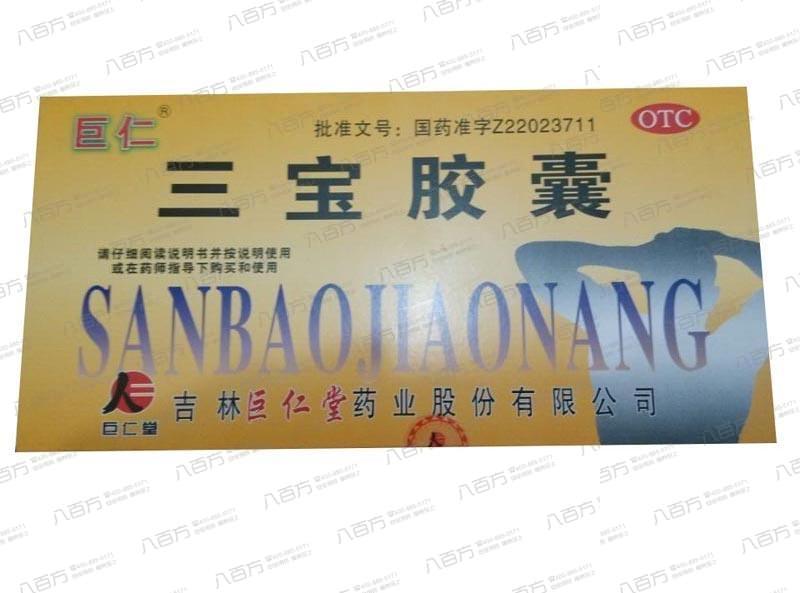 巨仁®
批准文号：国药准字Z22023711
OTC
三宝胶囊
请仔细阅读说明书并按说明使用
或在药师指导下购买和使用
SANBAOJIAONANG
巨仁堂
吉林巨仁堂药业股份有限公司
八百方